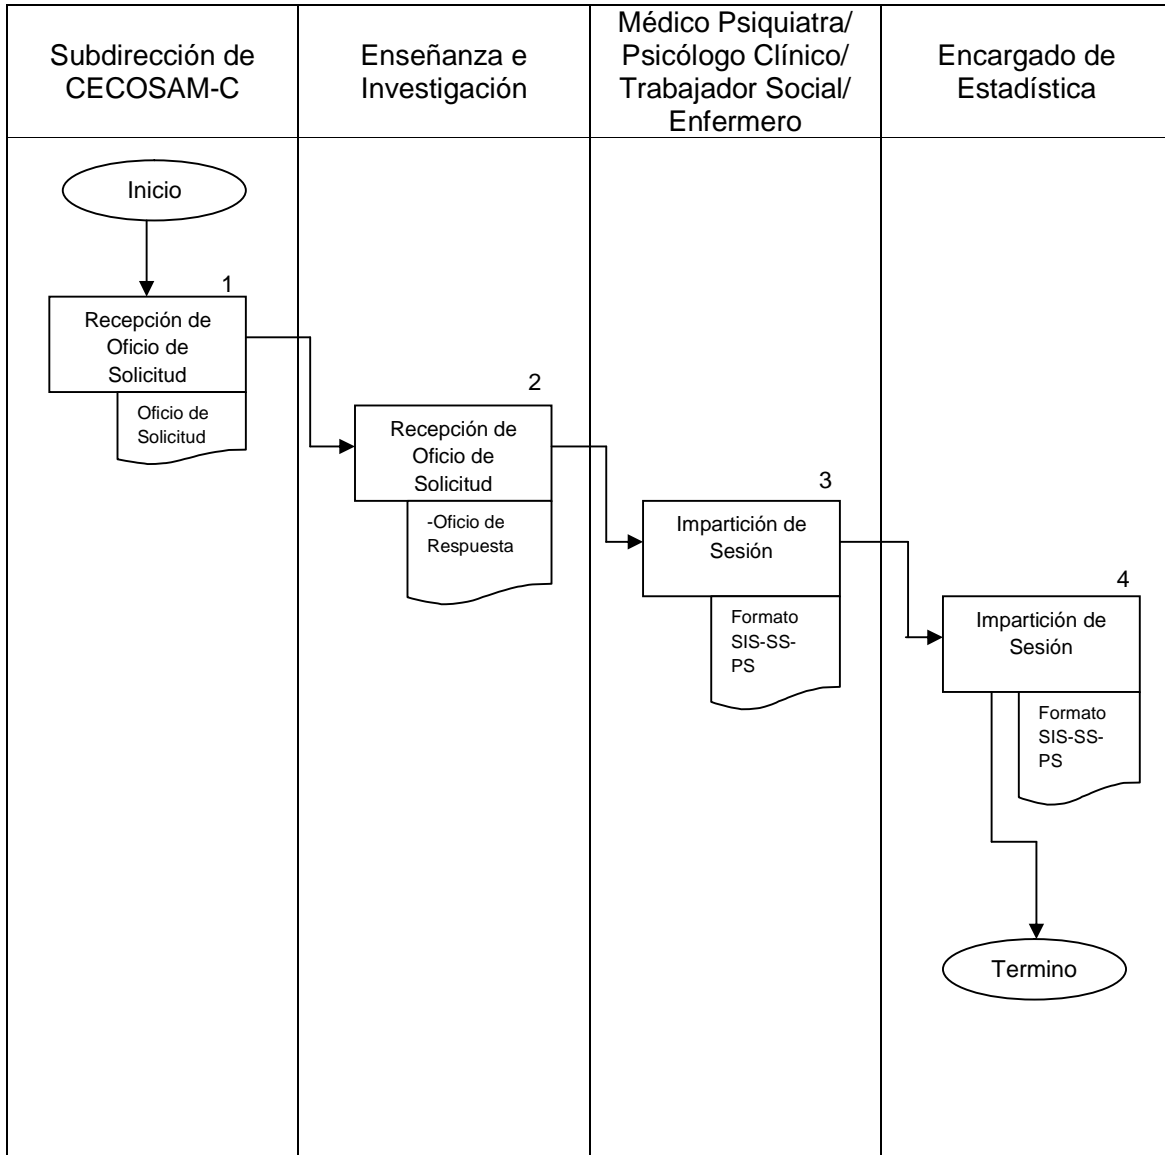 Subdirección de
CECOSAM-C
Enseñanza e
Investigación
Médico Psiquiatra/
Psicólogo Clínico/
Trabajador Social/
Enfermero
Encargado de
Estadística
Inicio
1
Recepción de
Oficio de
Solicitud
Oficio de
Solicitud
2
Recepción de
Oficio de
Solicitud
-Oficio de
Respuesta
3
Impartición de
Sesión
Formato
SIS-SS-
PS
4
Impartición de
Sesión
Formato
SIS-SS-
PS
Termino